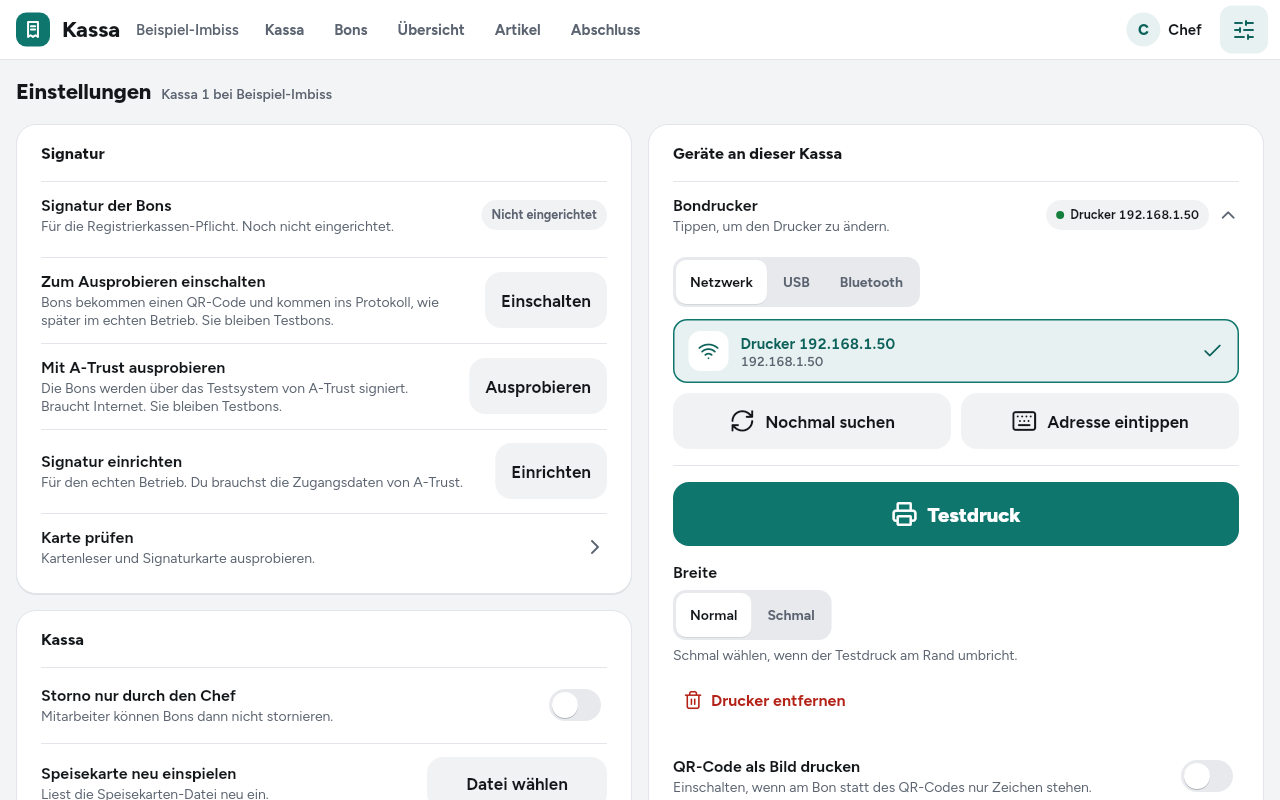 Kassa Beispiel-Imbiss Kassa Bons Übersicht Artikel Abschluss C Chef
Einstellungen Kassa 1 bei Beispiel-Imbiss
Signatur
Signatur der Bons
Für die Registrierkassen-Pflicht. Noch nicht eingerichtet.
Nicht eingerichtet
Zum Ausprobieren einschalten
Bons bekommen einen QR-Code und kommen ins Protokoll, wie
später im echten Betrieb. Sie bleiben Testbons.
Einschalten
Mit A-Trust ausprobieren
Die Bons werden über das Testsystem von A-Trust signiert.
Braucht Internet. Sie bleiben Testbons.
Ausprobieren
Signatur einrichten
Für den echten Betrieb. Du brauchst die Zugangsdaten von A-Trust.
Einrichten
Karte prüfen
Kartenleser und Signaturkarte ausprobieren.
Kassa
Storno nur durch den Chef
Mitarbeiter können Bons dann nicht stornieren.
Speisekarte neu einspielen
Liest die Speisekarten-Datei neu ein.
Datei wählen
Geräte an dieser Kassa
Bondrucker
Tippen, um den Drucker zu ändern.
Drucker 192.168.1.50
Netzwerk USB Bluetooth
Drucker 192.168.1.50
192.168.1.50
Nochmal suchen Adresse eintippen
Testdruck
Breite
Normal Schmal
Schmal wählen, wenn der Testdruck am Rand umbricht.
Drucker entfernen
QR-Code als Bild drucken
Einschalten, wenn am Bon statt des QR-Codes nur Zeichen stehen.